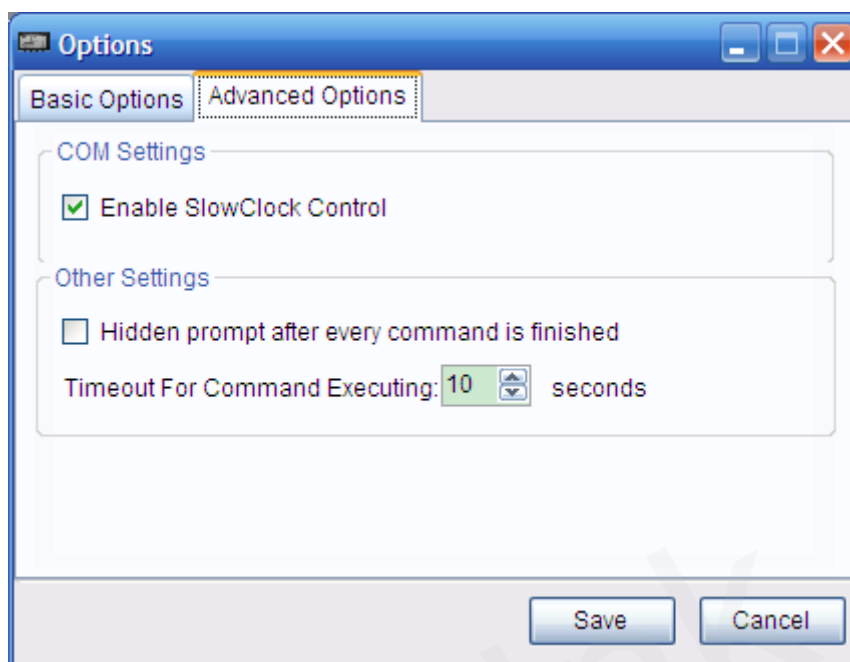 Options
Basic Options Advanced Options
COM Settings
Enable SlowClock Control
Other Settings
Hidden prompt after every command is finished
Timeout For Command Executing: 10 seconds
Save Cancel